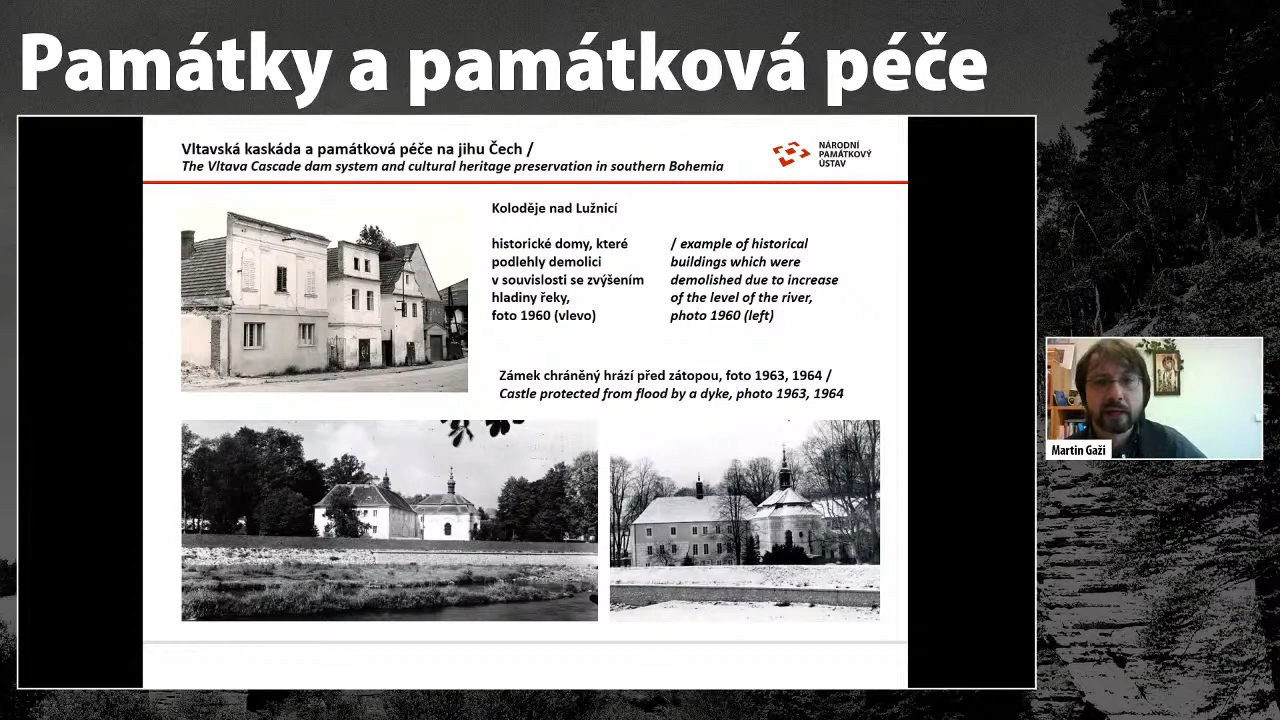 Památky a památková péče
Vltavská kaskáda a památková péče na jihu Čech /
The Vltava Cascade dam system and cultural heritage preservation in southern Bohemia
NÁRODNÍ
PAMÁTKOVÝ
ÚSTAV
Koloděje nad Lužnicí
historické domy, které
podlehly demolici
v souvislosti se zvýšením
hladiny řeky,
foto 1960 (vlevo)
/ example of historical
buildings which were
demolished due to increase
of the level of the river,
photo 1960 (left)
Zámek chráněný hrází před zátopou, foto 1963, 1964 /
Castle protected from flood by a dyke, photo 1963, 1964
Martin Gaži